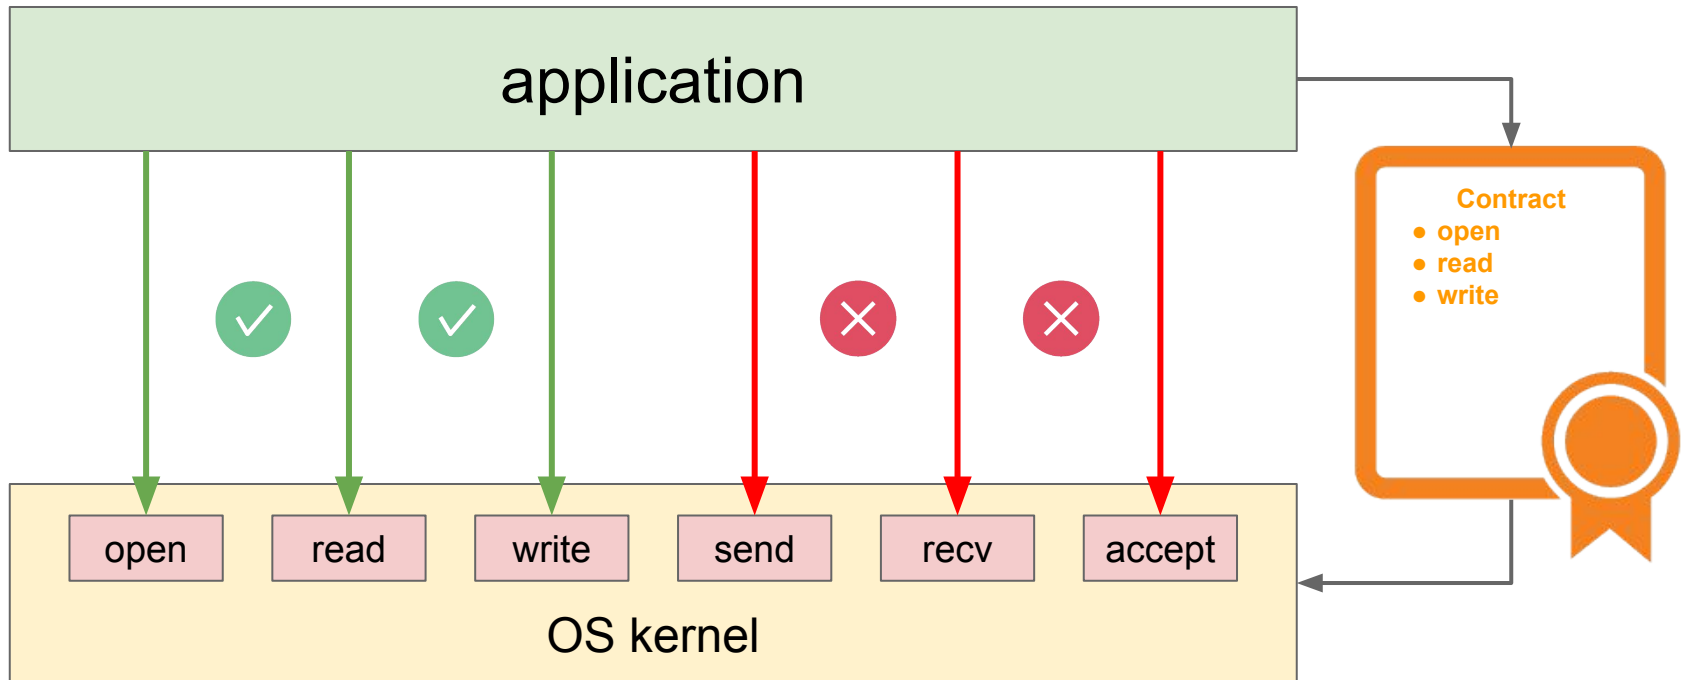 application
Contract
● open
● read
● write
open read write send recv accept
OS kernel